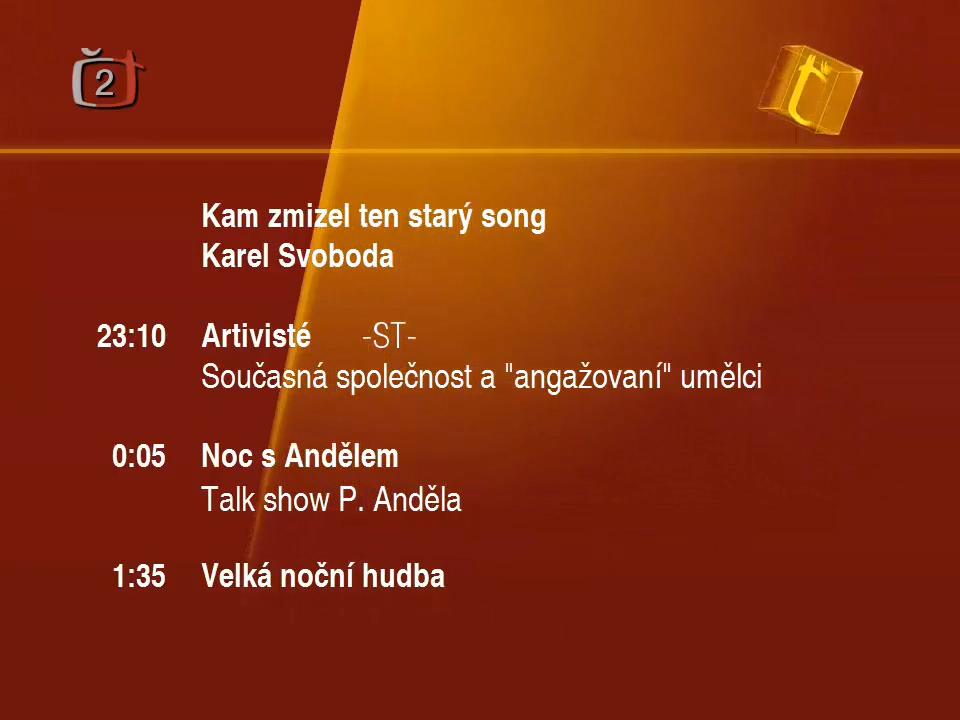 Čt 2
t
Kam zmizel ten starý song
Karel Svoboda
23:10 Artivisté -ST-
Současná společnost a "angažovaní" umělci
0:05 Noc s Andělem
Talk show P. Anděla
1:35 Velká noční hudba